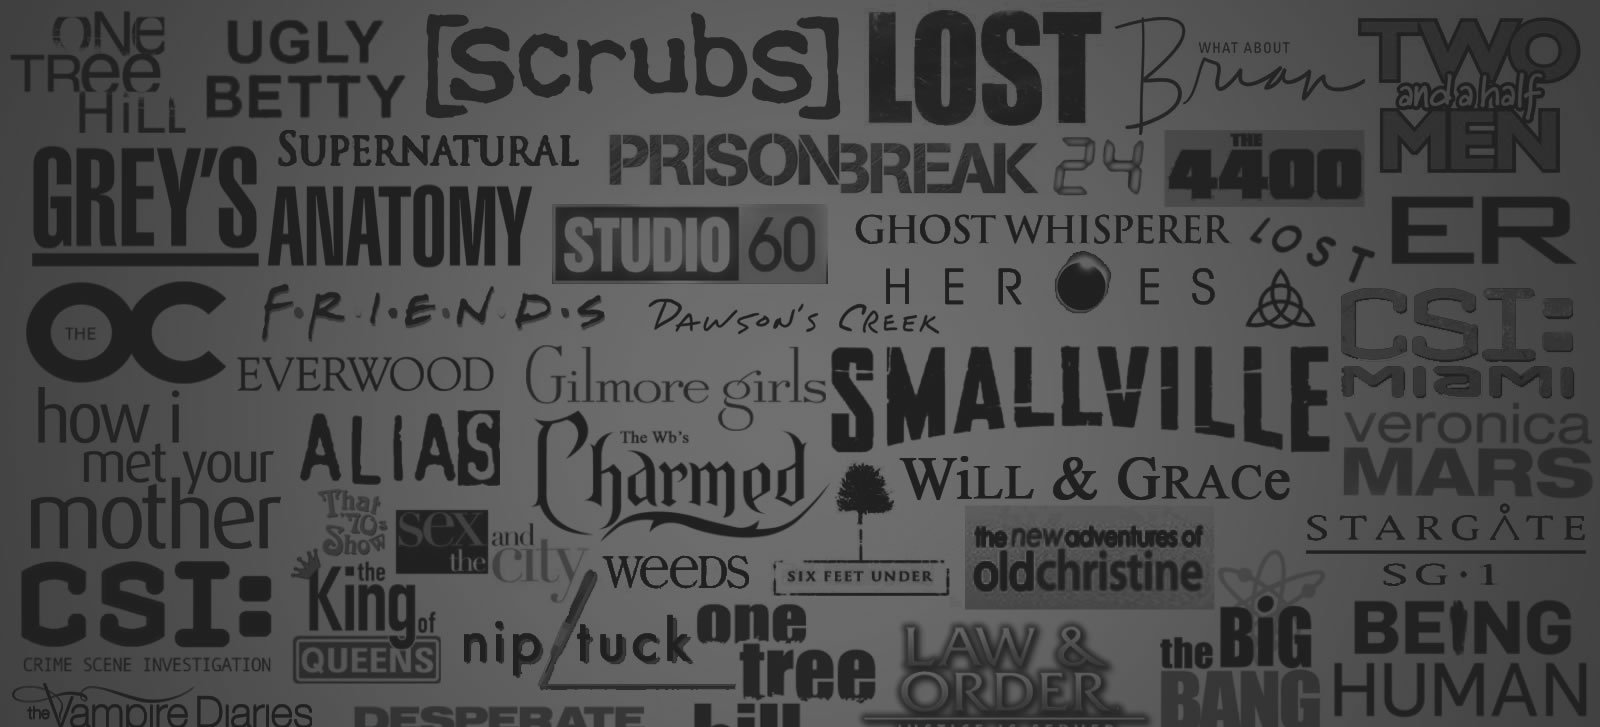 ONe
TRee
HiLL
UGLY
BETTY
[scrubs]
LOST
WHAT ABOUT
Brian
TWO
and a half
MEN
SUPERNATURAL
PRISON BREAK
24
THE
4400
GREY'S ANATOMY
STUDIO 60
GHOST WHISPERER
LOST
ER
HEROES
THE OC
F·R·I·E·N·D·S
DAWSON'S CREEK
CSI:
MIAMI
EVERWOOD
Gilmore girls
SMALLVILLE
how i
met your
mother
ALIAS
The Wb's
Charmed
veronica
MARS
WiLL & GRACe
That
'70s
Show
sex and
the city
weeds
SIX FEET UNDER
the new adventures of
old christine
STARGATE
SG·1
CSI:
CRIME SCENE INVESTIGATION
the
King of
QUEENS
nip/tuck
one
tree
hill
LAW &
ORDER
the BiG
BANG
BEING
HUMAN
the Vampire Diaries
DESPERATE